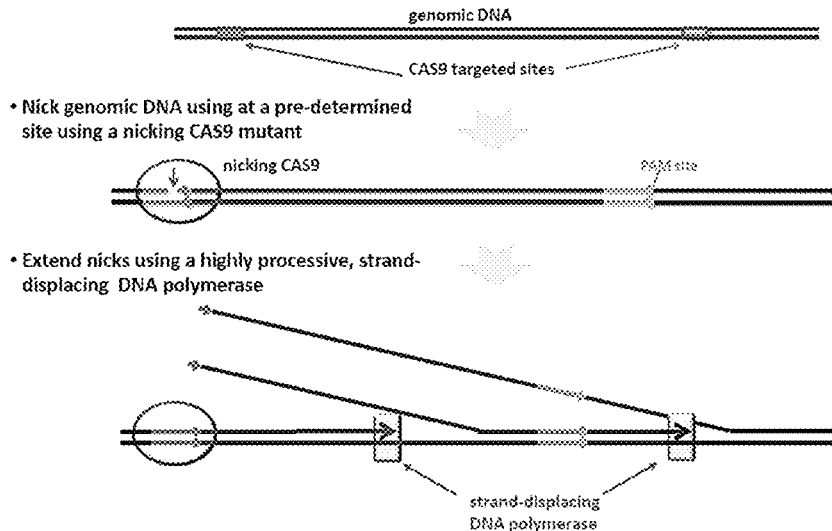 genomic DNA
CAS9 targeted sites
• Nick genomic DNA using at a pre-determined
site using a nicking CAS9 mutant
nicking CAS9
PAM site
• Extend nicks using a highly processive, strand-
displacing DNA polymerase
strand-displacing
DNA polymerase